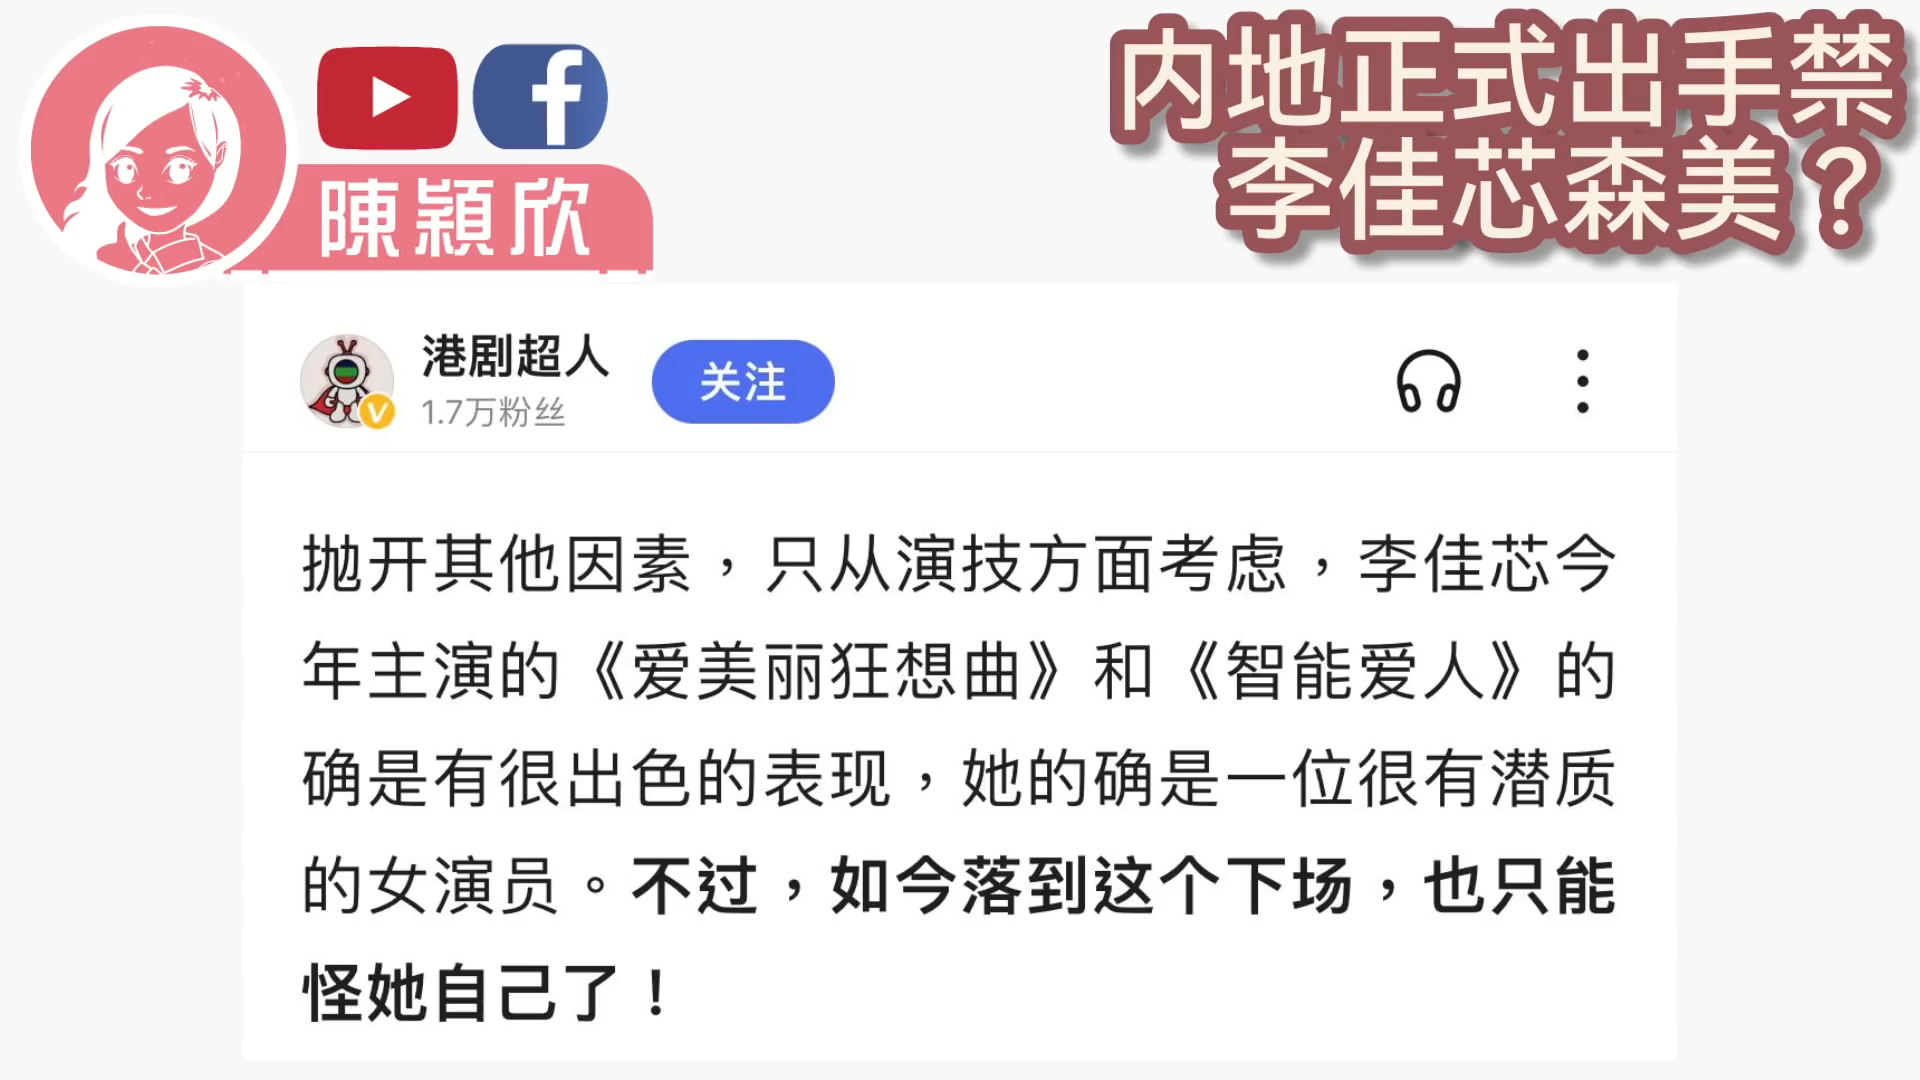 内地正式出手禁
李佳芯森美？
陳穎欣
港剧超人
1.7万粉丝
关注
抛开其他因素，只从演技方面考虑，李佳芯今
年主演的《爱美丽狂想曲》和《智能爱人》的
确是有很出色的表现，她的确是一位很有潜质
的女演员。不过，如今落到这个下场，也只能
怪她自己了！